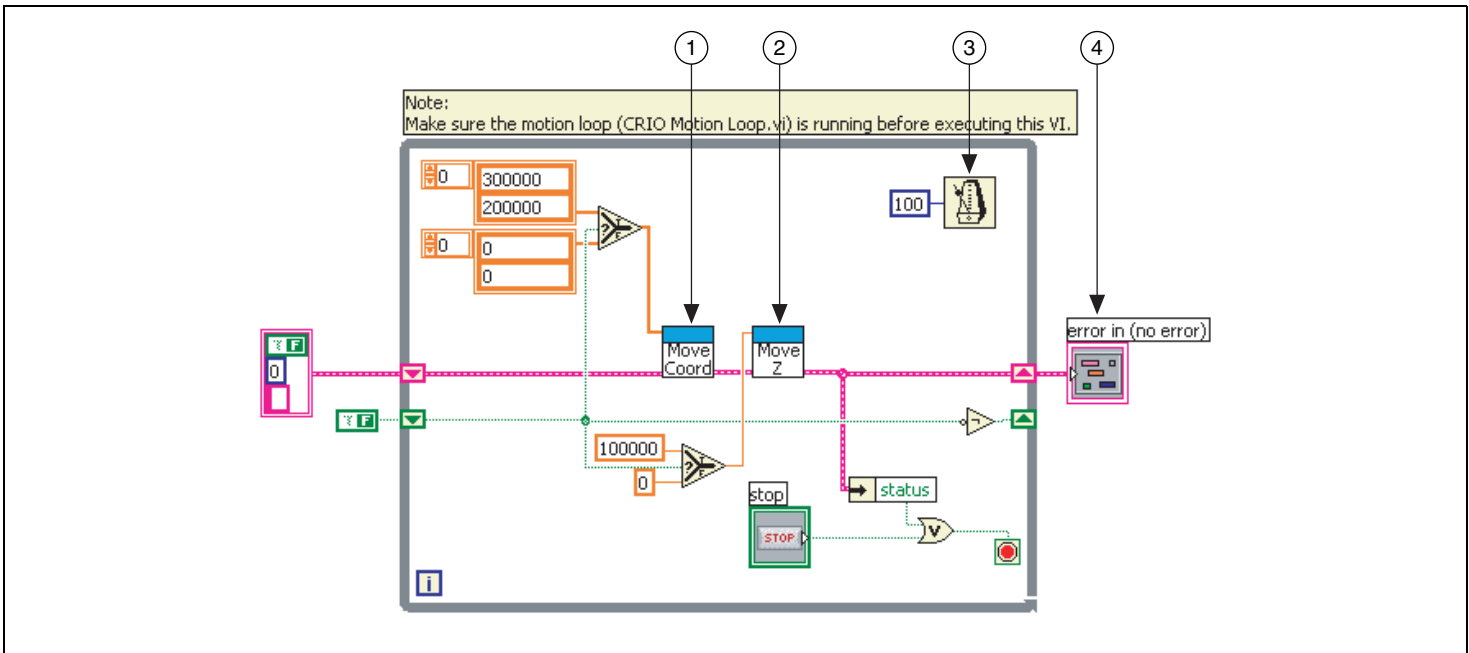 1 2 3 4
Note:
Make sure the motion loop (CRIO Motion Loop.vi) is running before executing this VI.
0 300000
200000
100
0 0
0
error in (no error)
Move Coord
Move Z
F
0
F
? T F
100000
? T F
0
stop
STOP
status
V
i